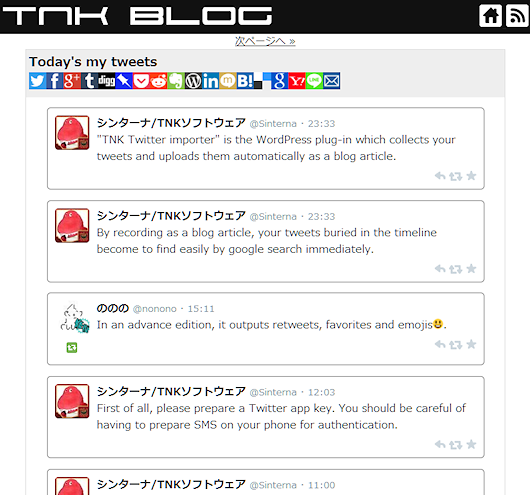 TNK BLOG
次ページへ »
Today's my tweets
シンターナ/TNKソフトウェア @Sinterna · 23:33
"TNK Twitter importer" is the WordPress plug-in which collects your
tweets and uploads them automatically as a blog article.
シンターナ/TNKソフトウェア @Sinterna · 23:33
By recording as a blog article, your tweets buried in the timeline
become to find easily by google search immediately.
ののの @nonono · 15:11
In an advance edition, it outputs retweets, favorites and emojis😃.
シンターナ/TNKソフトウェア @Sinterna · 12:03
First of all, please prepare a Twitter app key. You should be careful of
having to prepare SMS on your phone for authentication.
シンターナ/TNKソフトウェア @Sinterna · 11:00